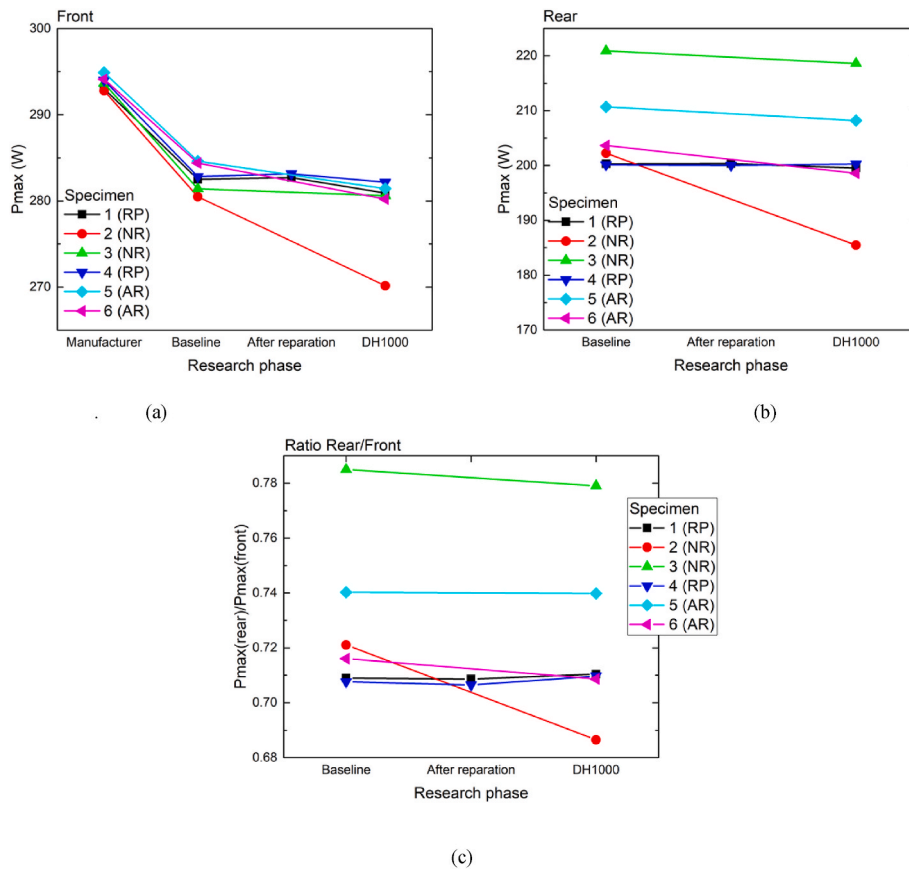 Front
300
290
280
270
Pmax (W)
Specimen
1 (RP)
2 (NR)
3 (NR)
4 (RP)
5 (AR)
6 (AR)
Manufacturer Baseline After reparation DH1000
Research phase
. (a)
Rear
220
210
200
190
180
170
Pmax (W)
Specimen
1 (RP)
2 (NR)
3 (NR)
4 (RP)
5 (AR)
6 (AR)
Baseline After reparation DH1000
Research phase
(b)
Ratio Rear/Front
0.78
0.76
0.74
0.72
0.70
0.68
Pmax(rear)/Pmax(front)
Specimen
1 (RP)
2 (NR)
3 (NR)
4 (RP)
5 (AR)
6 (AR)
Baseline After reparation DH1000
Research phase
(c)